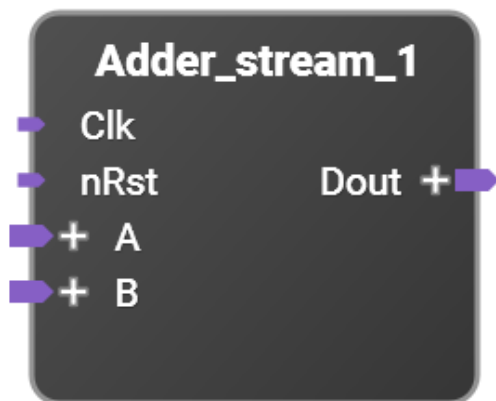 Adder_stream_1
Clk
nRst Dout +
+ A
+ B